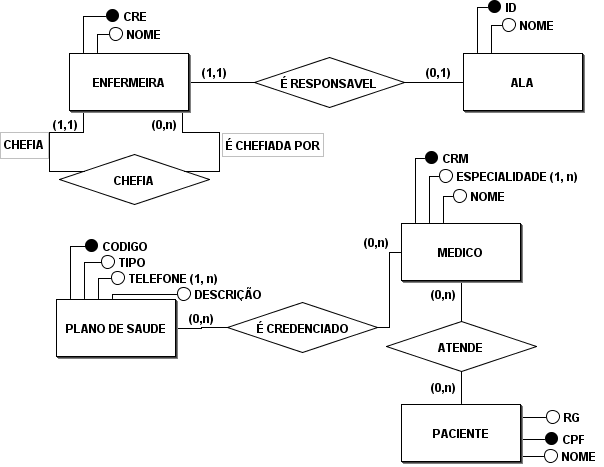 CRE
NOME
ENFERMEIRA
(1,1)
É RESPONSAVEL
(0,1)
ID
NOME
ALA
CHEFIA
(1,1)
(0,n)
É CHEFIADA POR
CHEFIA
CRM
ESPECIALIDADE (1, n)
NOME
MEDICO
(0,n)
CODIGO
TIPO
TELEFONE (1, n)
DESCRIÇÃO
PLANO DE SAUDE
(0,n)
É CREDENCIADO
(0,n)
ATENDE
(0,n)
PACIENTE
RG
CPF
NOME